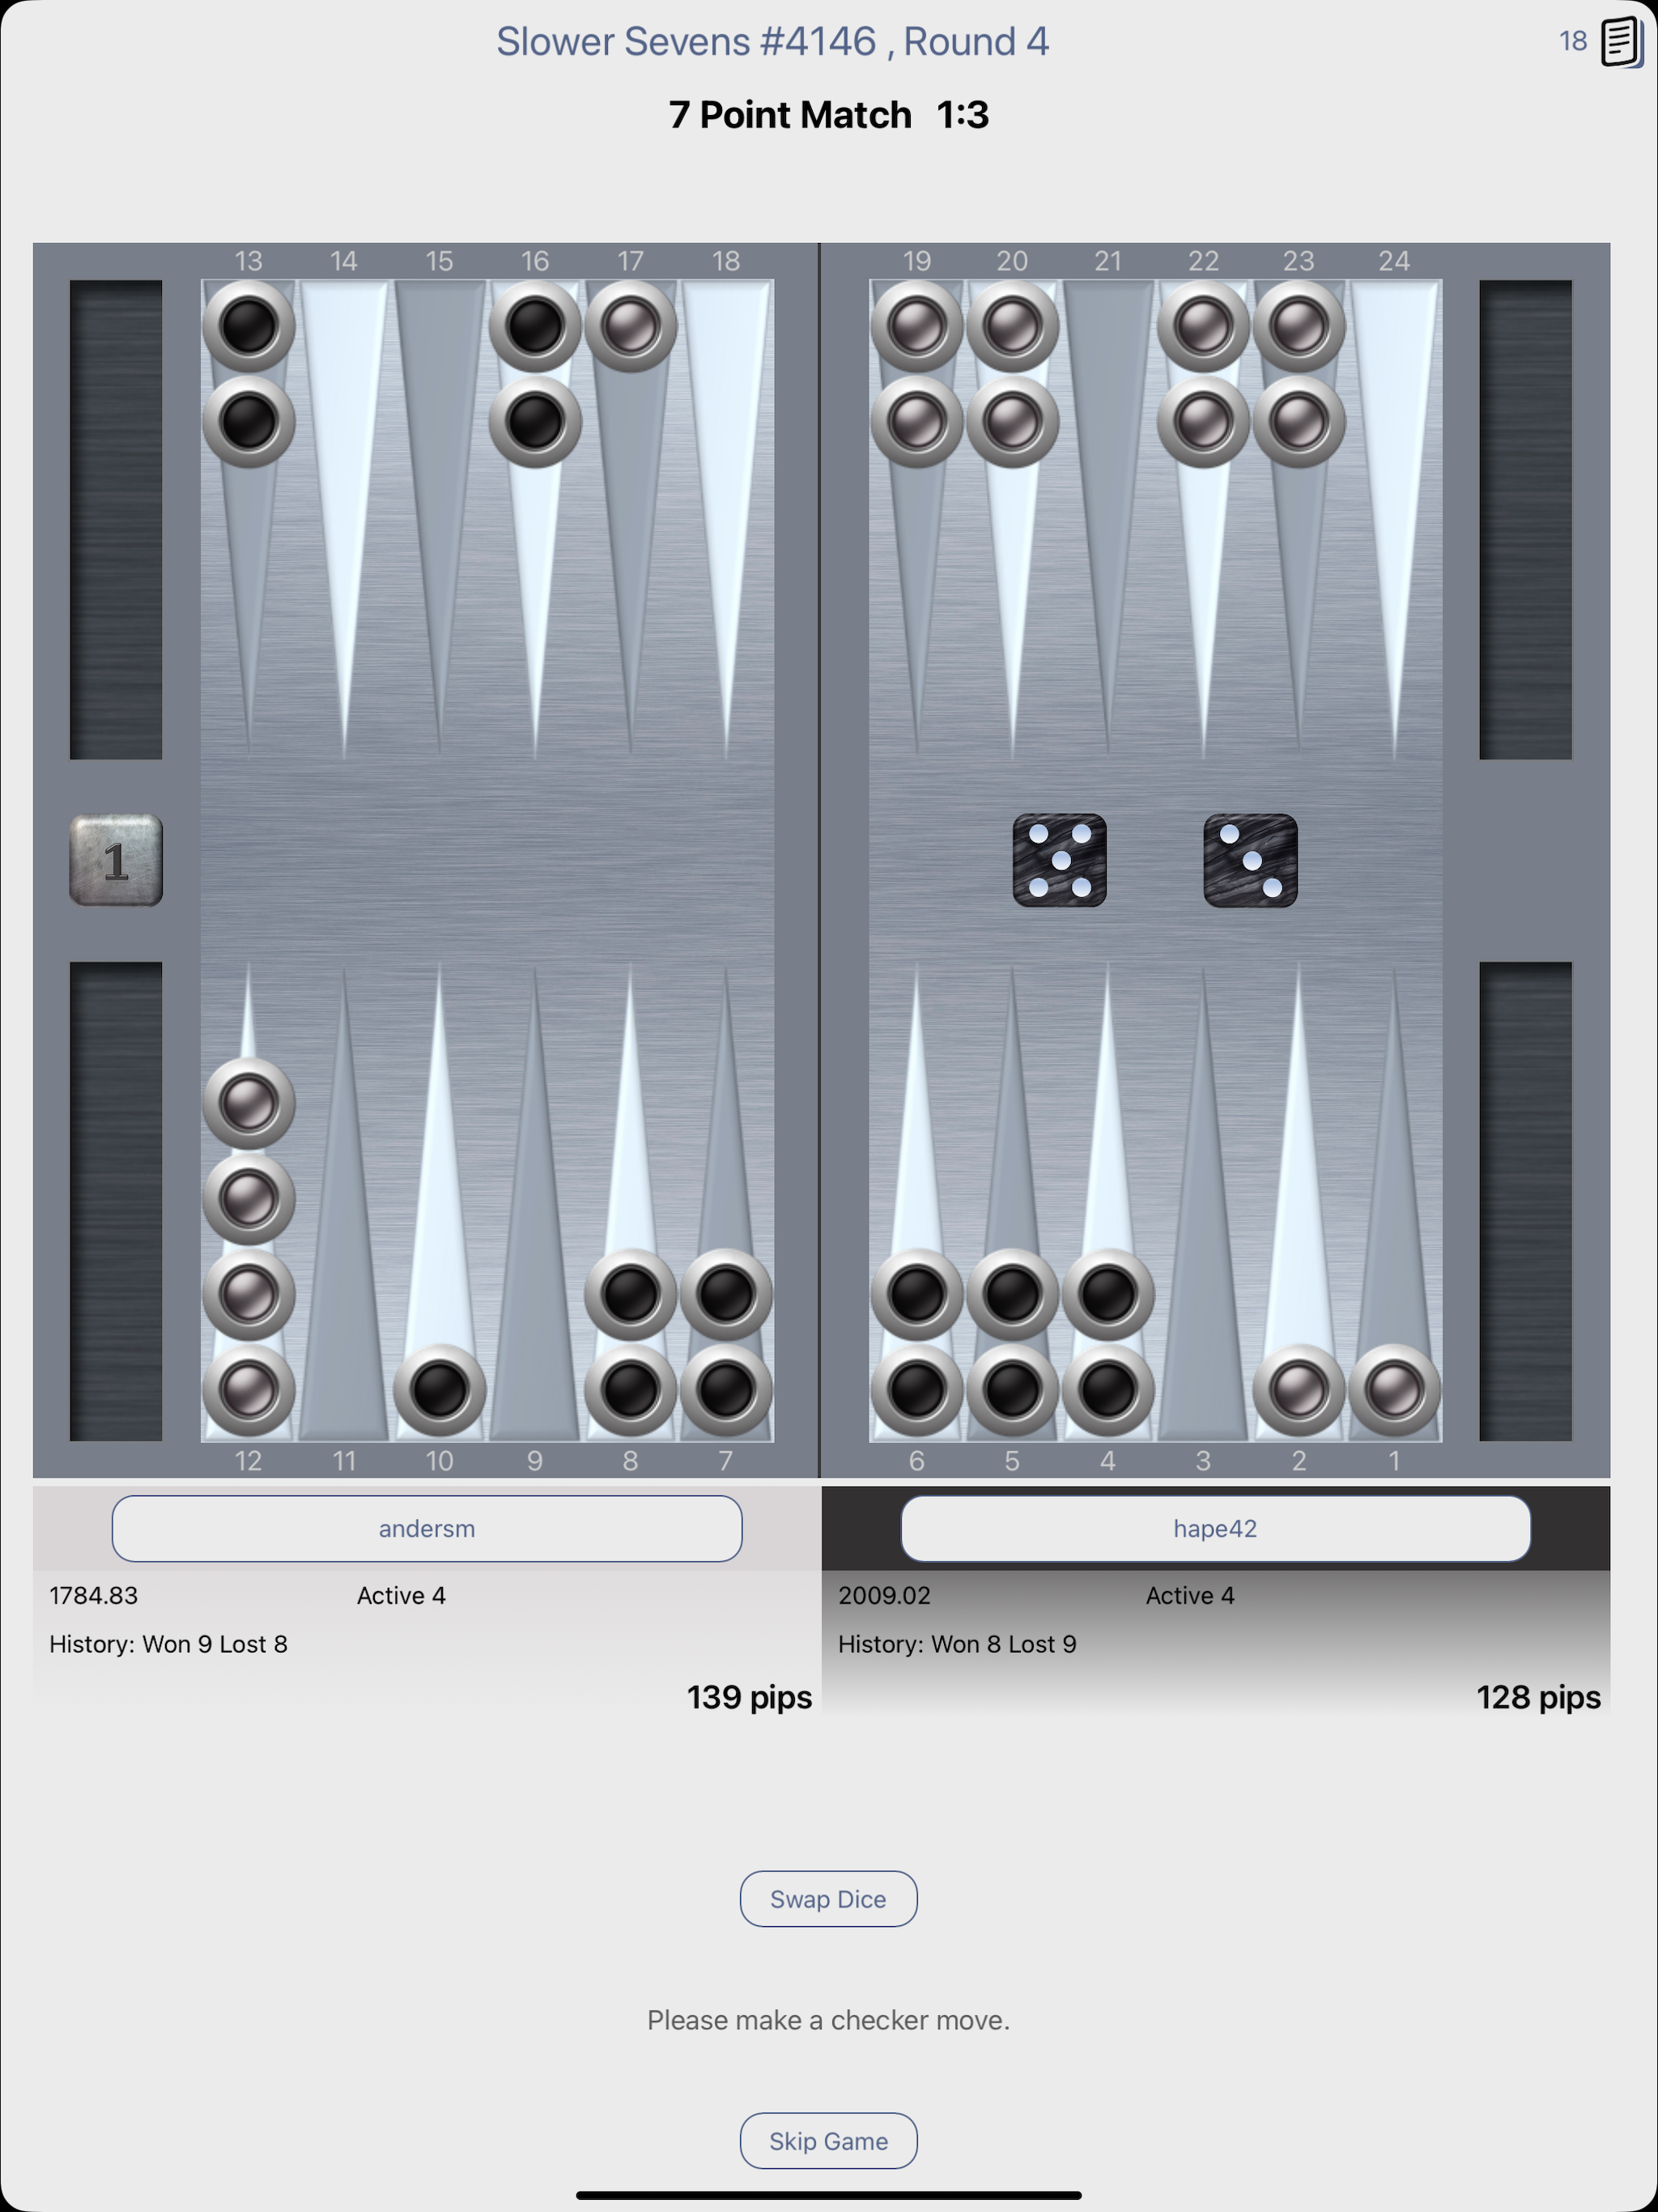 Slower Sevens #4146 , Round 4
18
7 Point Match 1:3
13 14 15 16 17 18 19 20 21 22 23 24
1
12 11 10 9 8 7 6 5 4 3 2 1
andersm hape42
1784.83 Active 4 2009.02 Active 4
History: Won 9 Lost 8 History: Won 8 Lost 9
139 pips 128 pips
Swap Dice
Please make a checker move.
Skip Game